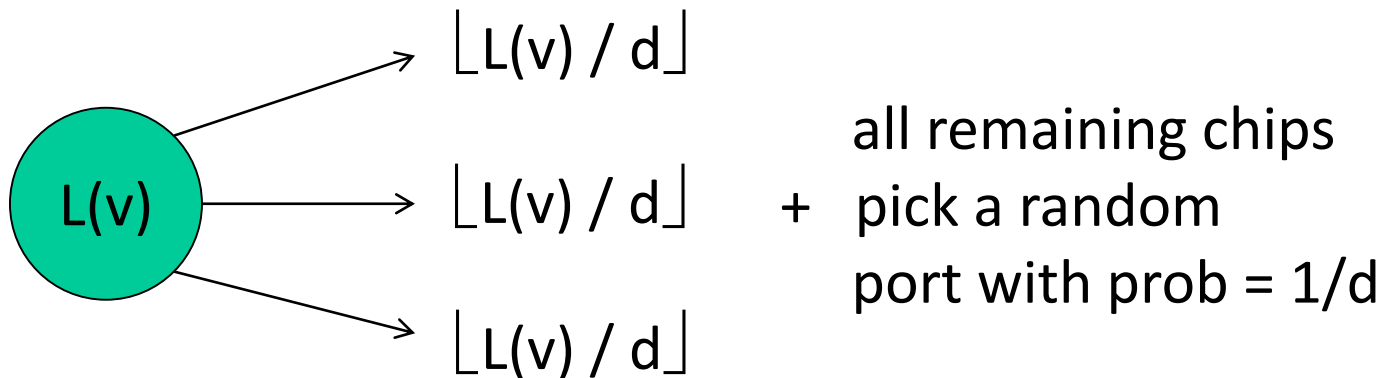 ⌊L(v) / d⌋
all remaining chips
L(v)
⌊L(v) / d⌋
+ pick a random
port with prob = 1/d
⌊L(v) / d⌋